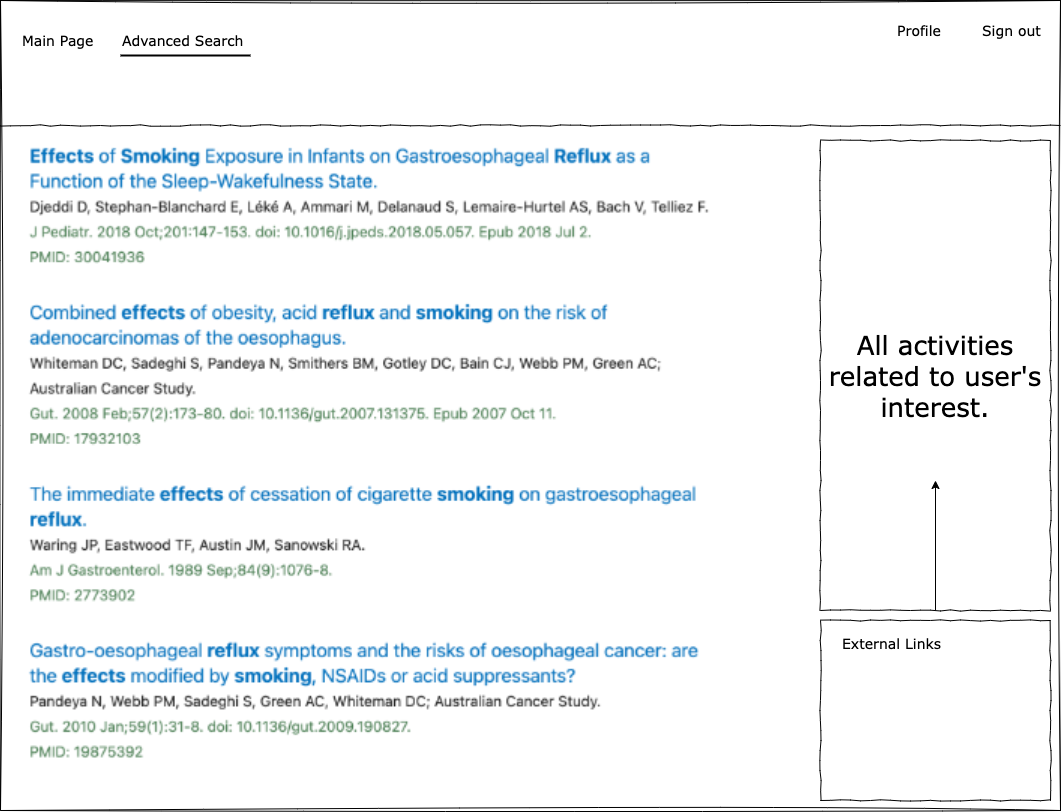 Main Page
Advanced Search
Profile
Sign out
Effects of Smoking Exposure in Infants on Gastroesophageal Reflux as a
Function of the Sleep-Wakefulness State.
Djeddi D, Stephan-Blanchard E, Léké A, Ammari M, Delanaud S, Lemaire-Hurtel AS, Bach V, Telliez F.
J Pediatr. 2018 Oct;201:147-153. doi: 10.1016/j.jpeds.2018.05.057. Epub 2018 Jul 2.
PMID: 30041936
Combined effects of obesity, acid reflux and smoking on the risk of
adenocarcinomas of the oesophagus.
Whiteman DC, Sadeghi S, Pandeya N, Smithers BM, Gotley DC, Bain CJ, Webb PM, Green AC;
Australian Cancer Study.
Gut. 2008 Feb;57(2):173-80. doi: 10.1136/gut.2007.131375. Epub 2007 Oct 11.
PMID: 17932103
The immediate effects of cessation of cigarette smoking on gastroesophageal
reflux.
Waring JP, Eastwood TF, Austin JM, Sanowski RA.
Am J Gastroenterol. 1989 Sep;84(9):1076-8.
PMID: 2773902
Gastro-oesophageal reflux symptoms and the risks of oesophageal cancer: are
the effects modified by smoking, NSAIDs or acid suppressants?
Pandeya N, Webb PM, Sadeghi S, Green AC, Whiteman DC; Australian Cancer Study.
Gut. 2010 Jan;59(1):31-8. doi: 10.1136/gut.2009.190827.
PMID: 19875392
All activities
related to user's
interest.
External Links